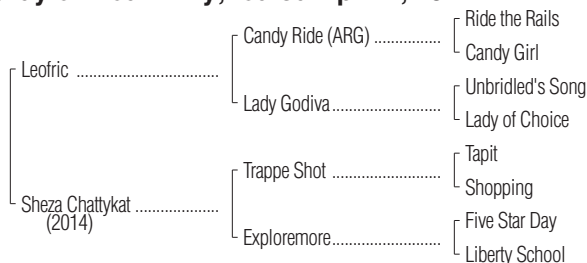 Ride the Rails
Candy Ride (ARG) ..................
Candy Girl
Leofric ................................
Unbridled's Song
Lady Godiva........................
Lady of Choice
Tapit
Trappe Shot ........................
Shopping
Sheza Chattykat ...................
(2014)
Five Star Day
Exploremore........................
Liberty School